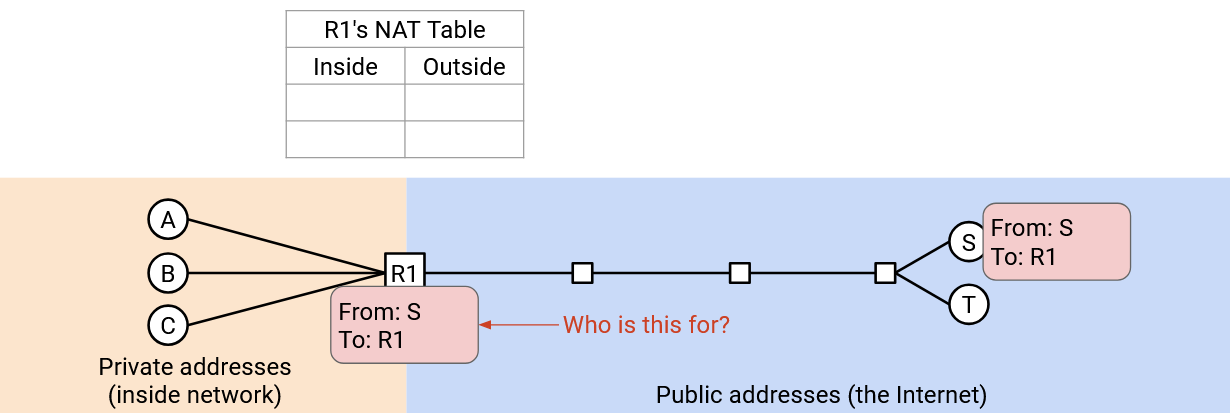 R1's NAT Table
Inside Outside
A
B
C
R1
S
T
From: S
To: R1
From: S
To: R1
Who is this for?
Private addresses
(inside network)
Public addresses (the Internet)